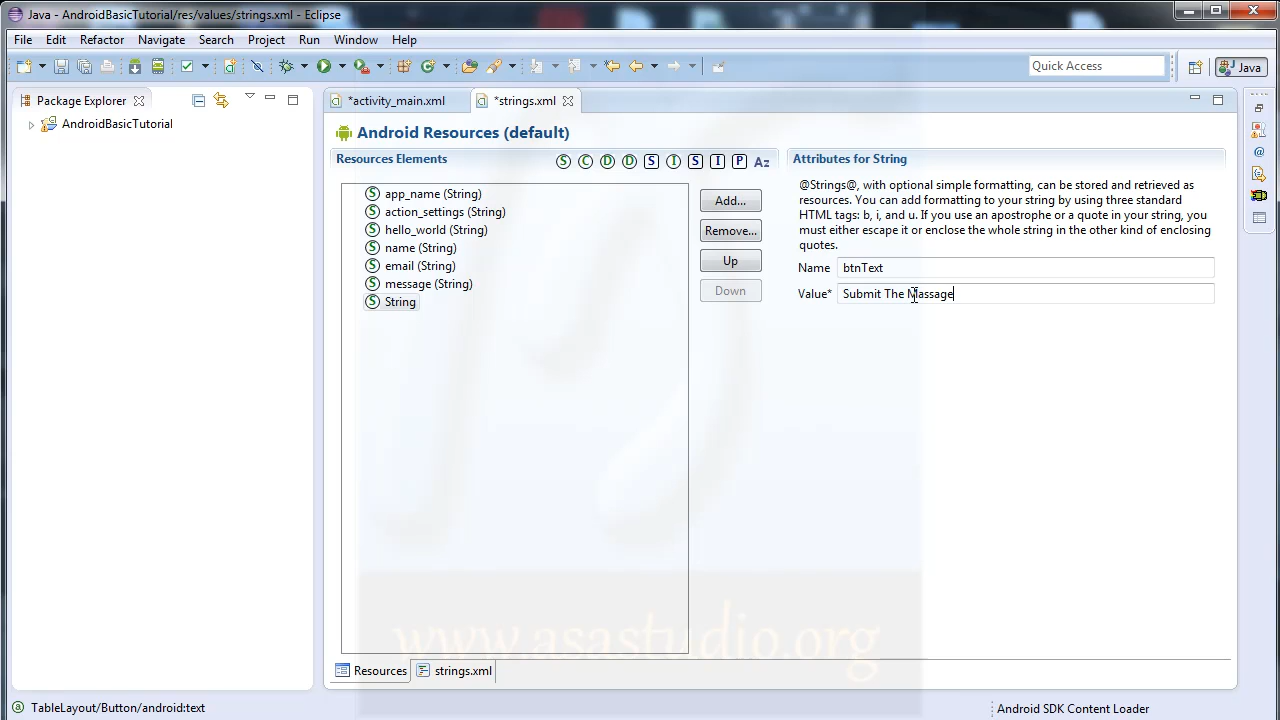 Java - AndroidBasicTutorial/res/values/strings.xml - Eclipse
File Edit Refactor Navigate Search Project Run Window Help
Quick Access
Java
Package Explorer
AndroidBasicTutorial
*activity_main.xml
*strings.xml
Android Resources (default)
Resources Elements
S C D D S I S I P Az
app_name (String)
action_settings (String)
hello_world (String)
name (String)
email (String)
message (String)
String
Add...
Remove...
Up
Down
Attributes for String
@Strings@, with optional simple formatting, can be stored and retrieved as
resources. You can add formatting to your string by using three standard
HTML tags: b, i, and u. If you use an apostrophe or a quote in your string, you
must either escape it or enclose the whole string in the other kind of enclosing
quotes.
Name btnText
Value* Submit The Massage
www.asastudio.org
Resources strings.xml
TableLayout/Button/android:text
Android SDK Content Loader